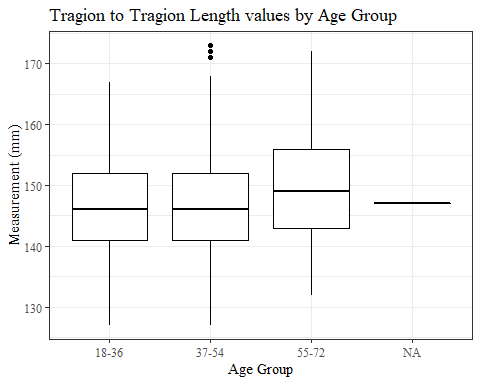 Tragion to Tragion Length values by Age Group
Measurement (mm)
170
160
150
140
130
18-36
37-54
55-72
NA
Age Group